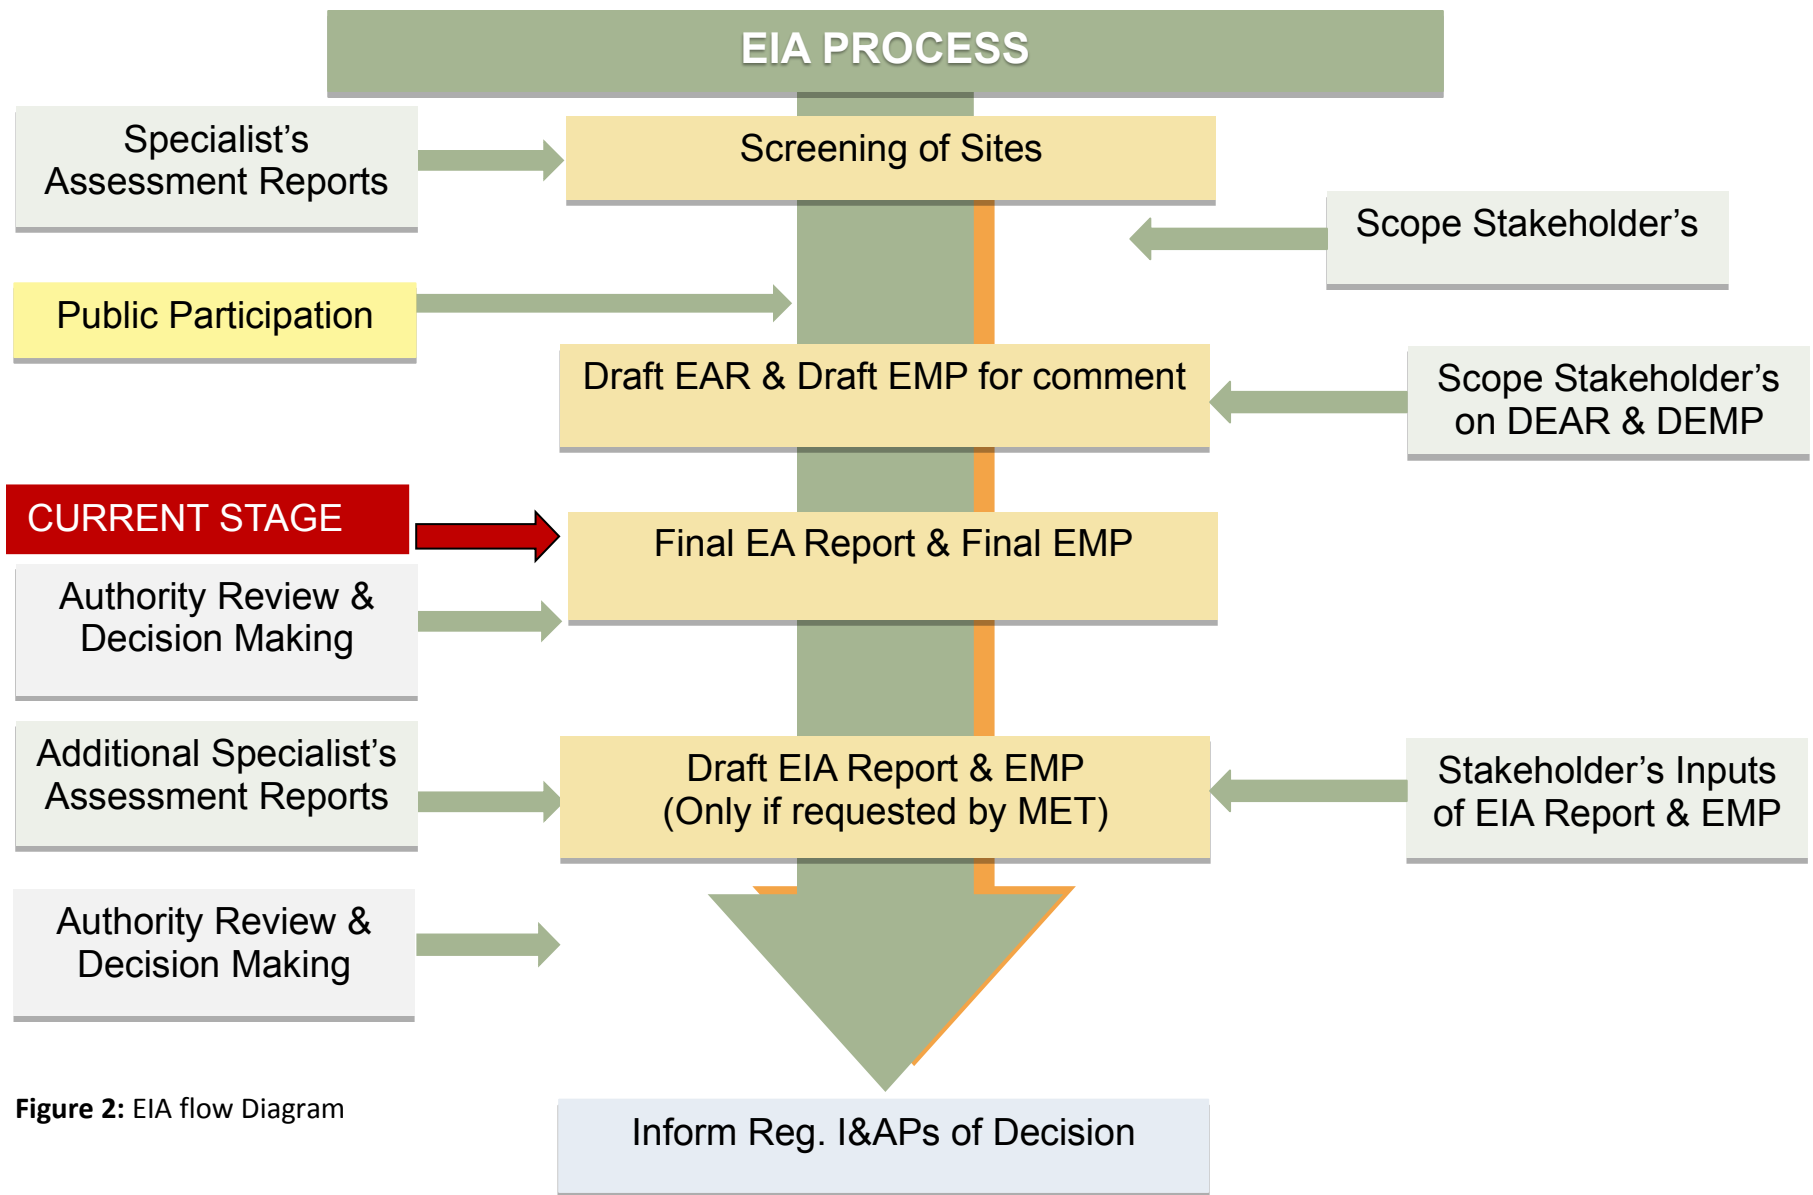 EIA PROCESS
Specialist's
Assessment Reports
Screening of Sites
Scope Stakeholder's
Public Participation
Draft EAR & Draft EMP for comment
Scope Stakeholder's
on DEAR & DEMP
CURRENT STAGE
Final EA Report & Final EMP
Authority Review &
Decision Making
Additional Specialist's
Assessment Reports
Draft EIA Report & EMP
(Only if requested by MET)
Stakeholder's Inputs
of EIA Report & EMP
Authority Review &
Decision Making
Figure 2: EIA flow Diagram
Inform Reg. I&APs of Decision